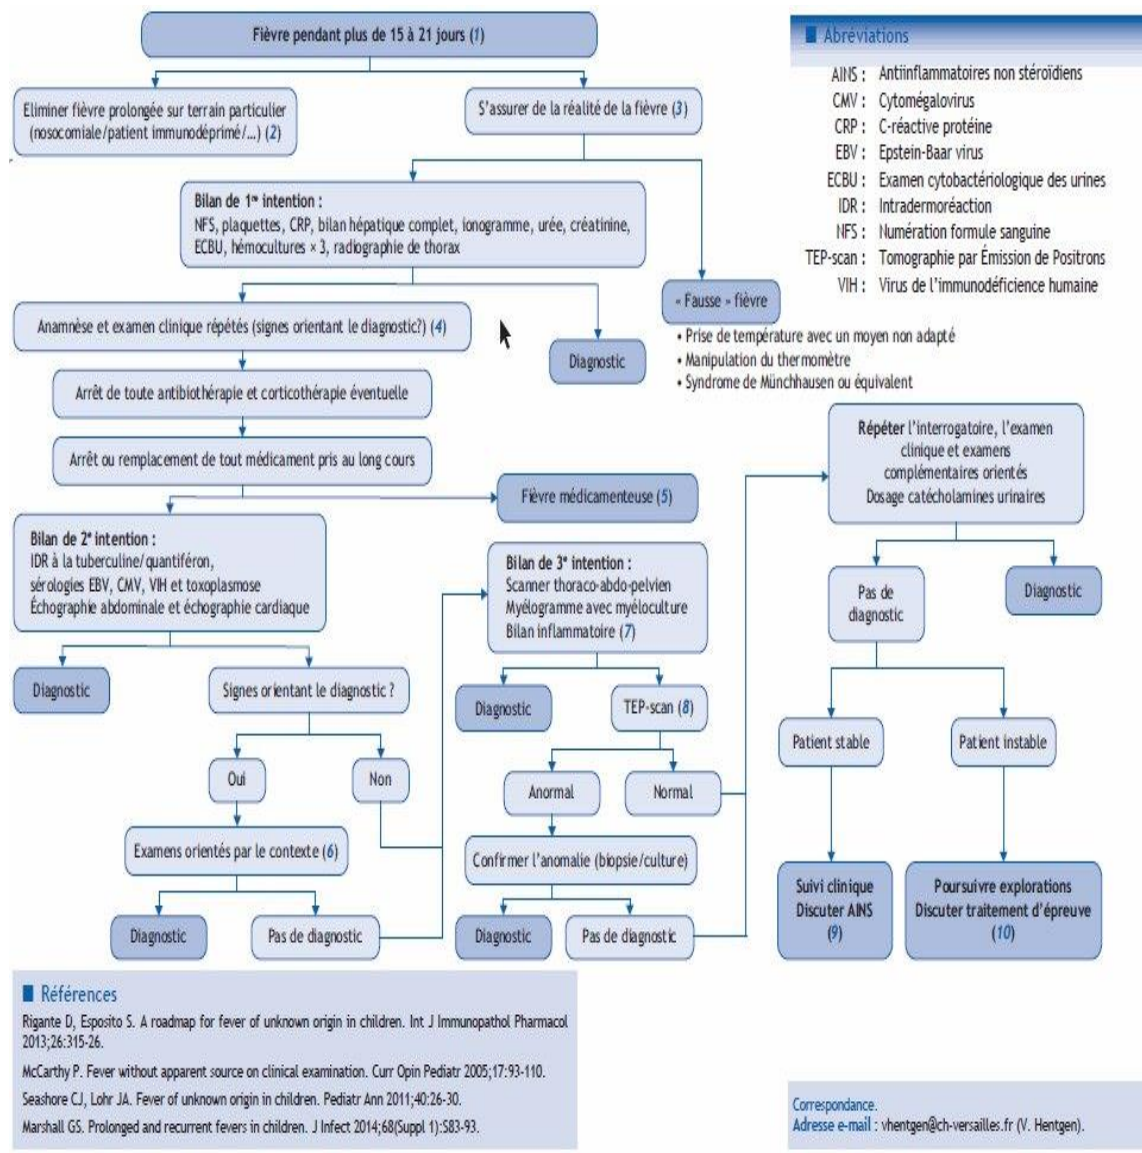 Fièvre pendant plus de 15 à 21 jours (1)
Eliminer fièvre prolongée sur terrain particulier
(nosocomiale/patient immunodéprimé/…) (2)
S'assurer de la réalité de la fièvre (3)
Bilan de 1re intention :
NFS, plaquettes, CRP, bilan hépatique complet, ionogramme, urée, créatinine,
ECBU, hémocultures × 3, radiographie de thorax
« Fausse » fièvre
• Prise de température avec un moyen non adapté
• Manipulation du thermomètre
• Syndrome de Münchhausen ou équivalent
Anamnèse et examen clinique répétés (signes orientant le diagnostic?) (4)
Diagnostic
Arrêt de toute antibiothérapie et corticothérapie éventuelle
Arrêt ou remplacement de tout médicament pris au long cours
Fièvre médicamenteuse (5)
Bilan de 2e intention :
IDR à la tuberculine/quantiféron,
sérologies EBV, CMV, VIH et toxoplasmose
Échographie abdominale et échographie cardiaque
Diagnostic
Signes orientant le diagnostic ?
Oui
Non
Examens orientés par le contexte (6)
Diagnostic
Pas de diagnostic
Bilan de 3e intention :
Scanner thoraco-abdo-pelvien
Myélogramme avec myéloculture
Bilan inflammatoire (7)
Diagnostic
TEP-scan (8)
Anormal
Normal
Confirmer l'anomalie (biopsie/culture)
Diagnostic
Pas de diagnostic
Répéter l'interrogatoire, l'examen
clinique et examens
complémentaires orientés
Dosage catécholamines urinaires
Pas de
diagnostic
Diagnostic
Patient stable
Patient instable
Suivi clinique
Discuter AINS
(9)
Poursuivre explorations
Discuter traitement d'épreuve
(10)
Abréviations
AINS : Antiinflammatoires non stéroïdiens
CMV : Cytomégalovirus
CRP : C-réactive protéine
EBV : Epstein-Baar virus
ECBU : Examen cytobactériologique des urines
IDR : Intradermoréaction
NFS : Numération formule sanguine
TEP-scan : Tomographie par Émission de Positrons
VIH : Virus de l'immunodéficience humaine
Références
Rigante D, Esposito S. A roadmap for fever of unknown origin in children. Int J Immunopathol Pharmacol
2013;26:315-26.
McCarthy P. Fever without apparent source on clinical examination. Curr Opin Pediatr 2005;17:93-110.
Seashore CJ, Lohr JA. Fever of unknown origin in children. Pediatr Ann 2011;40:26-30.
Marshall GS. Prolonged and recurrent fevers in children. J Infect 2014;68(Suppl 1):S83-93.
Correspondance.
Adresse e-mail : vhentgen@ch-versailles.fr (V. Hentgen).